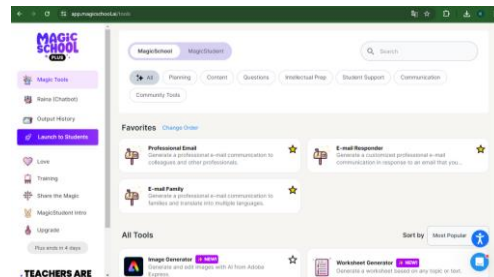 app.magicschool.ai/tools
MAGIC
SCHOOL
PLUS
Magic Tools
Raina (Chatbot)
Output History
Launch to Students
Love
Training
Share the Magic
MagicStudent Intro
Upgrade
Plus ends in 4 days
TEACHERS ARE
MagicSchool
MagicStudent
Search
All
Planning
Content
Questions
Intellectual Prep
Student Support
Communication
Community Tools
Favorites Change Order
Professional Email
Generate a professional e-mail communication to
colleagues and other professionals.
E-mail Responder
Generate a customized professional e-mail
communication in response to an email that you...
E-mail Family
Generate a professional e-mail communication to
families and translate into multiple languages.
All Tools
Sort by Most Popular
Image Generator NEW!
Generate and edit images with AI from Adobe
Express.
Worksheet Generator NEW!
Generate a worksheet based on any topic or text.